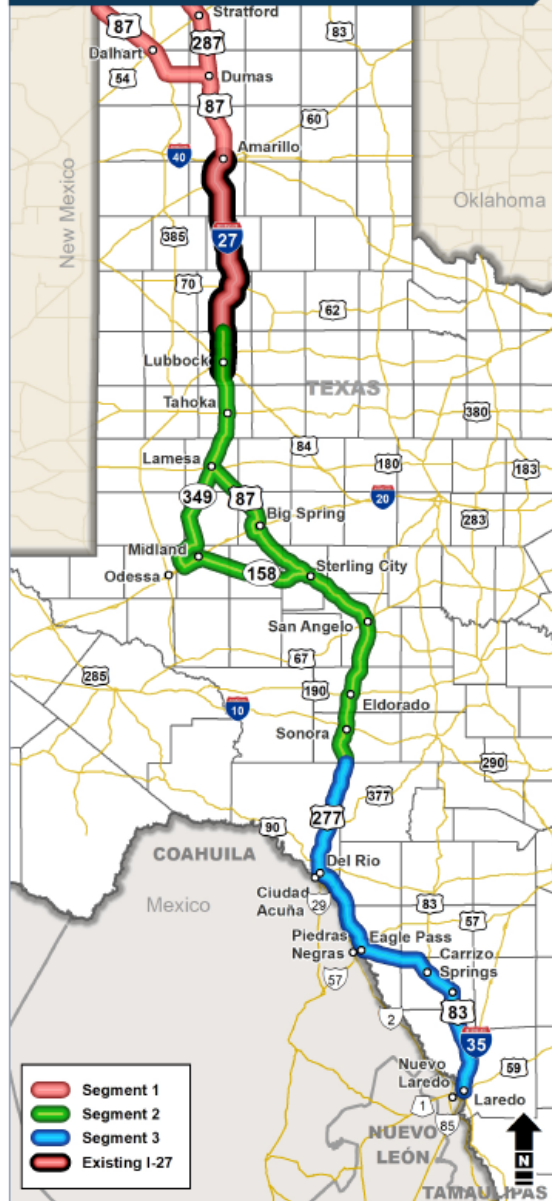 Stratford
87
287
83
Dalhart
54
Dumas
87
60
40
Amarillo
Oklahoma
New Mexico
385
27
70
62
Lubbock
TEXAS
Tahoka
380
84
Lamesa
180
183
349
87
20
Big Spring
283
Midland
Odessa
158
Sterling City
San Angelo
67
285
190
Eldorado
10
Sonora
290
377
277
90
COAHUILA
Del Rio
Mexico
Ciudad
Acuña
29
83
57
Piedras
Negras
Eagle Pass
Carrizo
Springs
57
83
2
35
Nuevo
Laredo
59
1
Laredo
85
NUEVO
LEÓN
TAMAULIPAS
N
Segment 1
Segment 2
Segment 3
Existing I-27